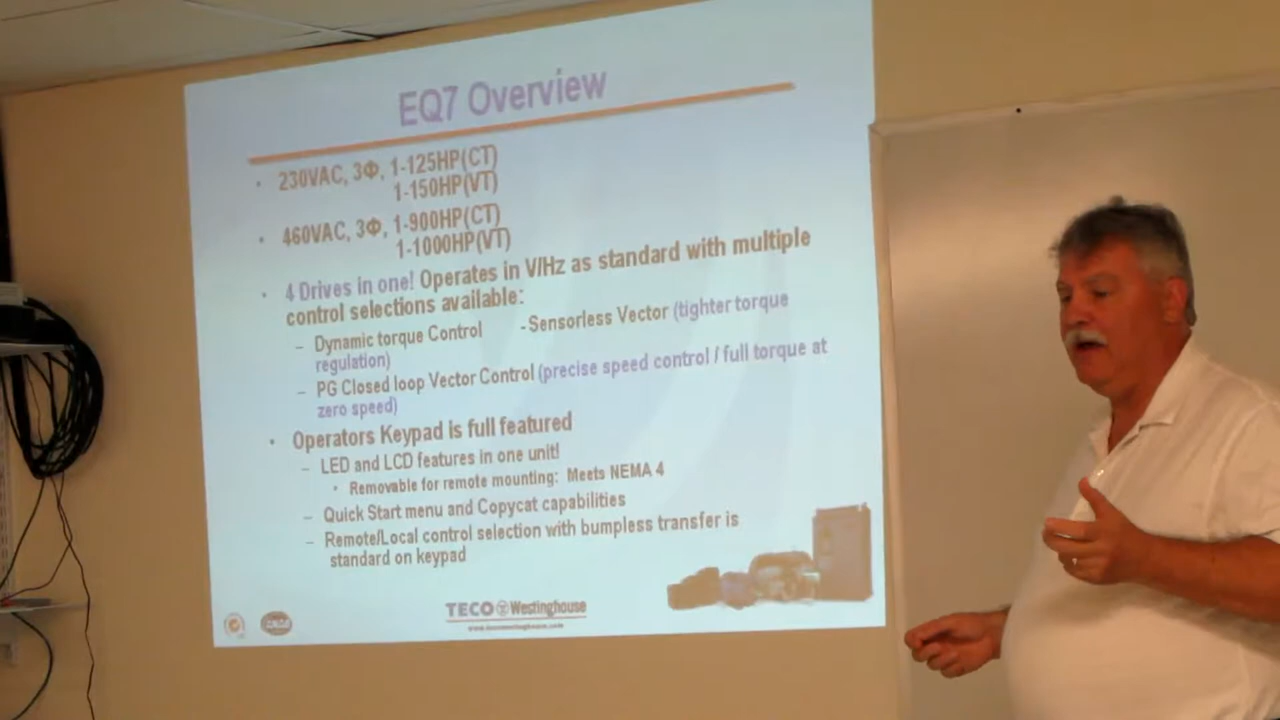 EQ7 Overview
• 230VAC, 3Φ, 1-125HP(CT)
1-150HP(VT)
• 460VAC, 3Φ, 1-900HP(CT)
1-1000HP(VT)
• 4 Drives in one! Operates in V/Hz as standard with multiple
control selections available:
– Dynamic torque Control - Sensorless Vector (tighter torque
regulation)
– PG Closed loop Vector Control (precise speed control / full torque at
zero speed)
• Operators Keypad is full featured
– LED and LCD features in one unit!
• Removable for remote mounting: Meets NEMA 4
– Quick Start menu and Copycat capabilities
– Remote/Local control selection with bumpless transfer is
standard on keypad
TECO Westinghouse
www.tecowestinghouse.com